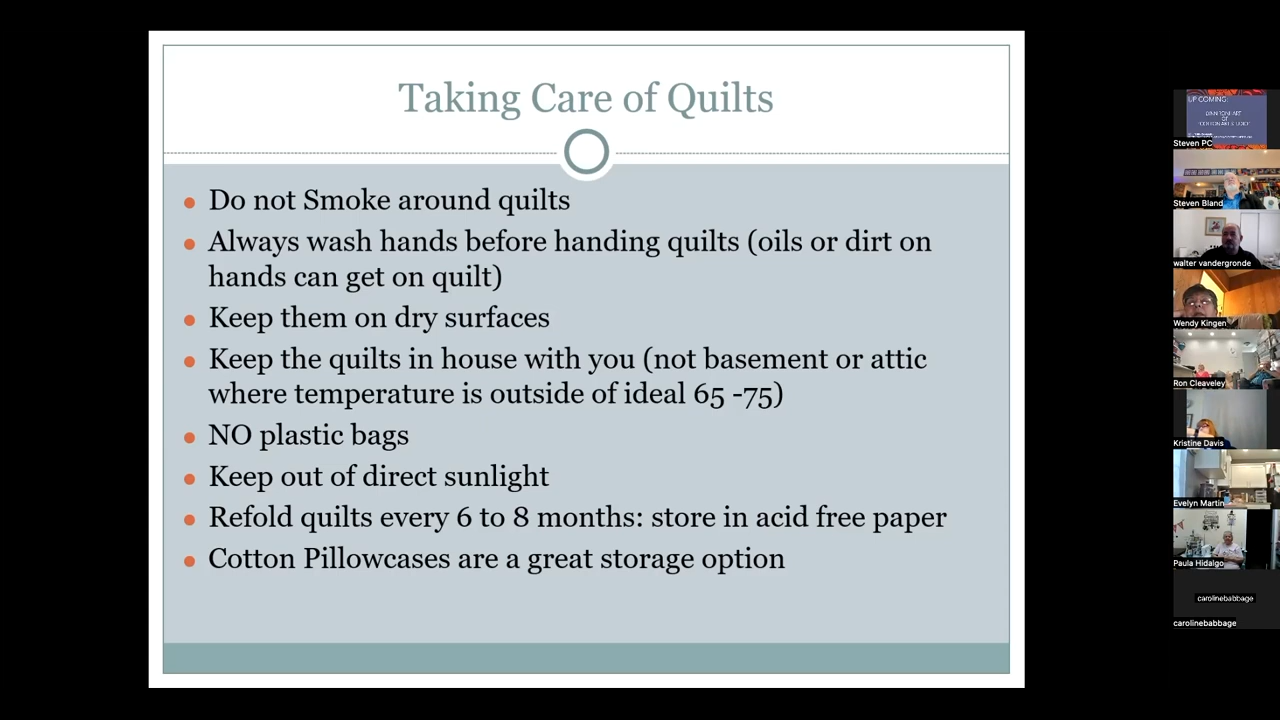 Taking Care of Quilts
Do not Smoke around quilts
Always wash hands before handing quilts (oils or dirt on
hands can get on quilt)
Keep them on dry surfaces
Keep the quilts in house with you (not basement or attic
where temperature is outside of ideal 65 -75)
NO plastic bags
Keep out of direct sunlight
Refold quilts every 6 to 8 months: store in acid free paper
Cotton Pillowcases are a great storage option
UP COMING:
Steven PC
Steven Bland
walter vandergronde
Wendy Kingen
Ron Cleaveley
Kristine Davis
Evelyn Martin
Paula Hidalgo
carolinebabbage
carolinebabbage